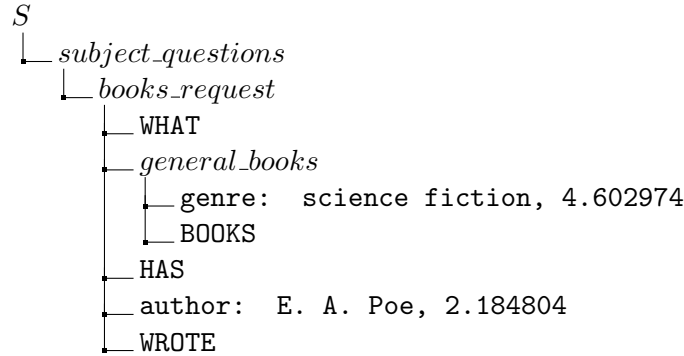 S
subject_questions
books_request
WHAT
general_books
genre: science fiction, 4.602974
BOOKS
HAS
author: E. A. Poe, 2.184804
WROTE